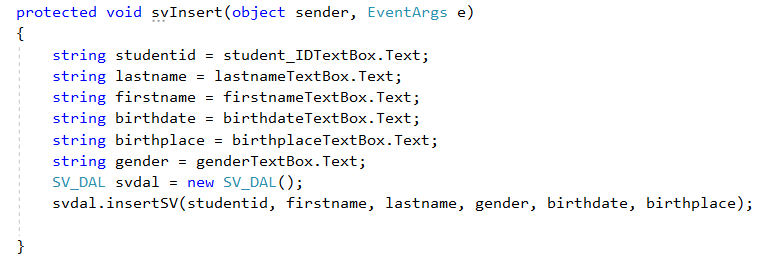 protected void svInsert(object sender, EventArgs e)
{
string studentid = student_IDTextBox.Text;
string lastname = lastnameTextBox.Text;
string firstname = firstnameTextBox.Text;
string birthdate = birthdateTextBox.Text;
string birthplace = birthplaceTextBox.Text;
string gender = genderTextBox.Text;
SV_DAL svdal = new SV_DAL();
svdal.insertSV(studentid, firstname, lastname, gender, birthdate, birthplace);
}